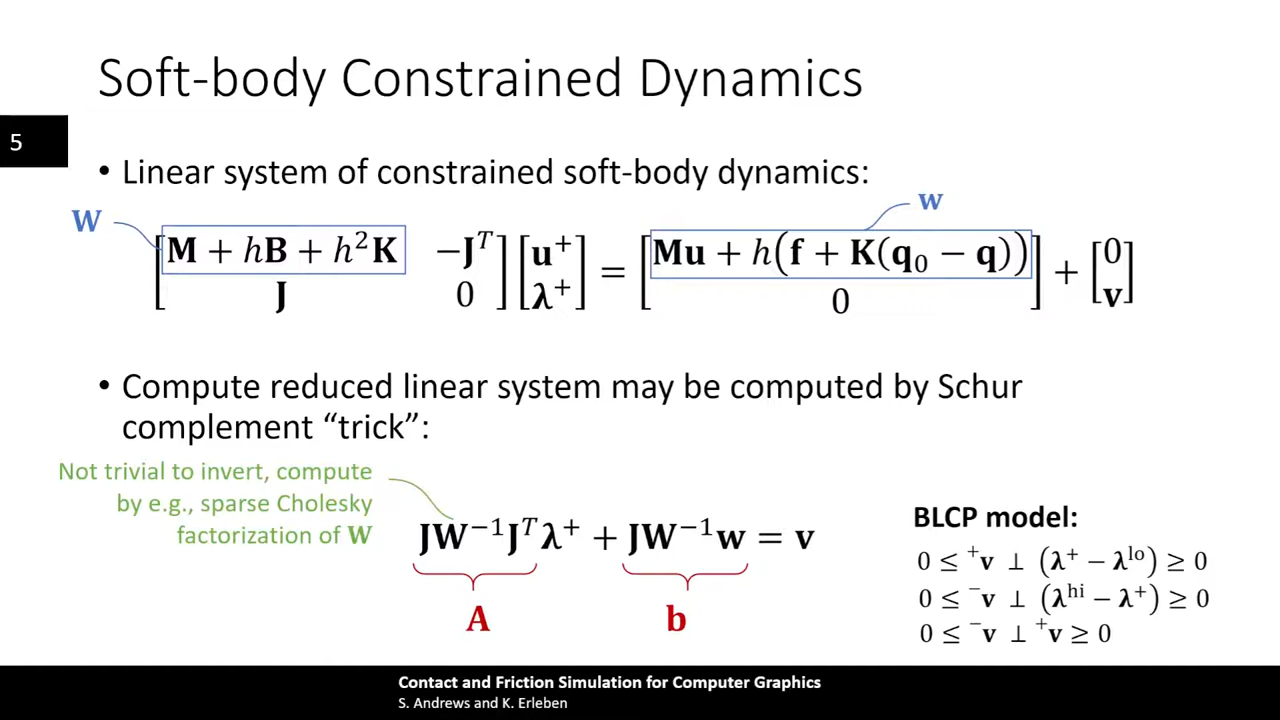 Soft-body Constrained Dynamics
5
• Linear system of constrained soft-body dynamics:
W
w
[M + hB + h²K −Jᵀ] [u⁺] = [Mu + h(f + K(q₀ − q))] + [0]
[J 0] [λ⁺] [0] [v]
• Compute reduced linear system may be computed by Schur
complement “trick”:
Not trivial to invert, compute
by e.g., sparse Cholesky
factorization of W
JW⁻¹Jᵀλ⁺ + JW⁻¹w = v
A b
BLCP model:
0 ≤ ⁺v ⊥ (λ⁺ − λˡᵒ) ≥ 0
0 ≤ ⁻v ⊥ (λʰⁱ − λ⁺) ≥ 0
0 ≤ ⁻v ⊥ ⁺v ≥ 0
Contact and Friction Simulation for Computer Graphics
S. Andrews and K. Erleben